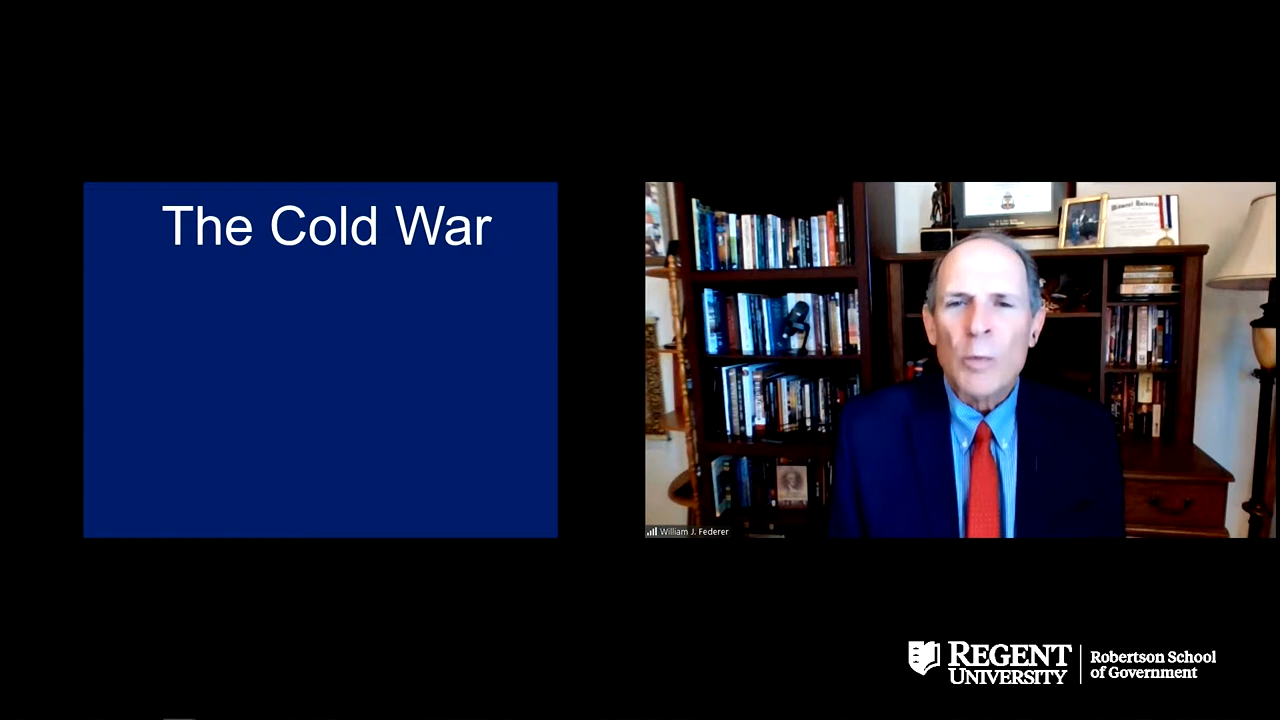 The Cold War
William J. Federer
REGENT
UNIVERSITY
Robertson School
of Government